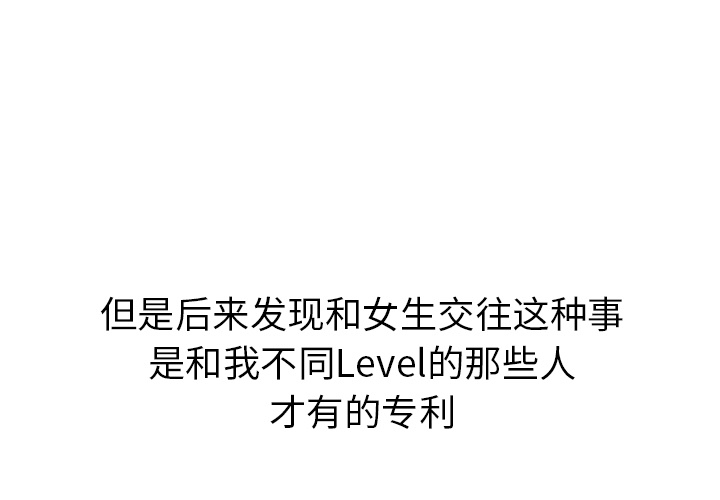 但是后来发现和女生交往这种事
是和我不同Level的那些人
才有的专利